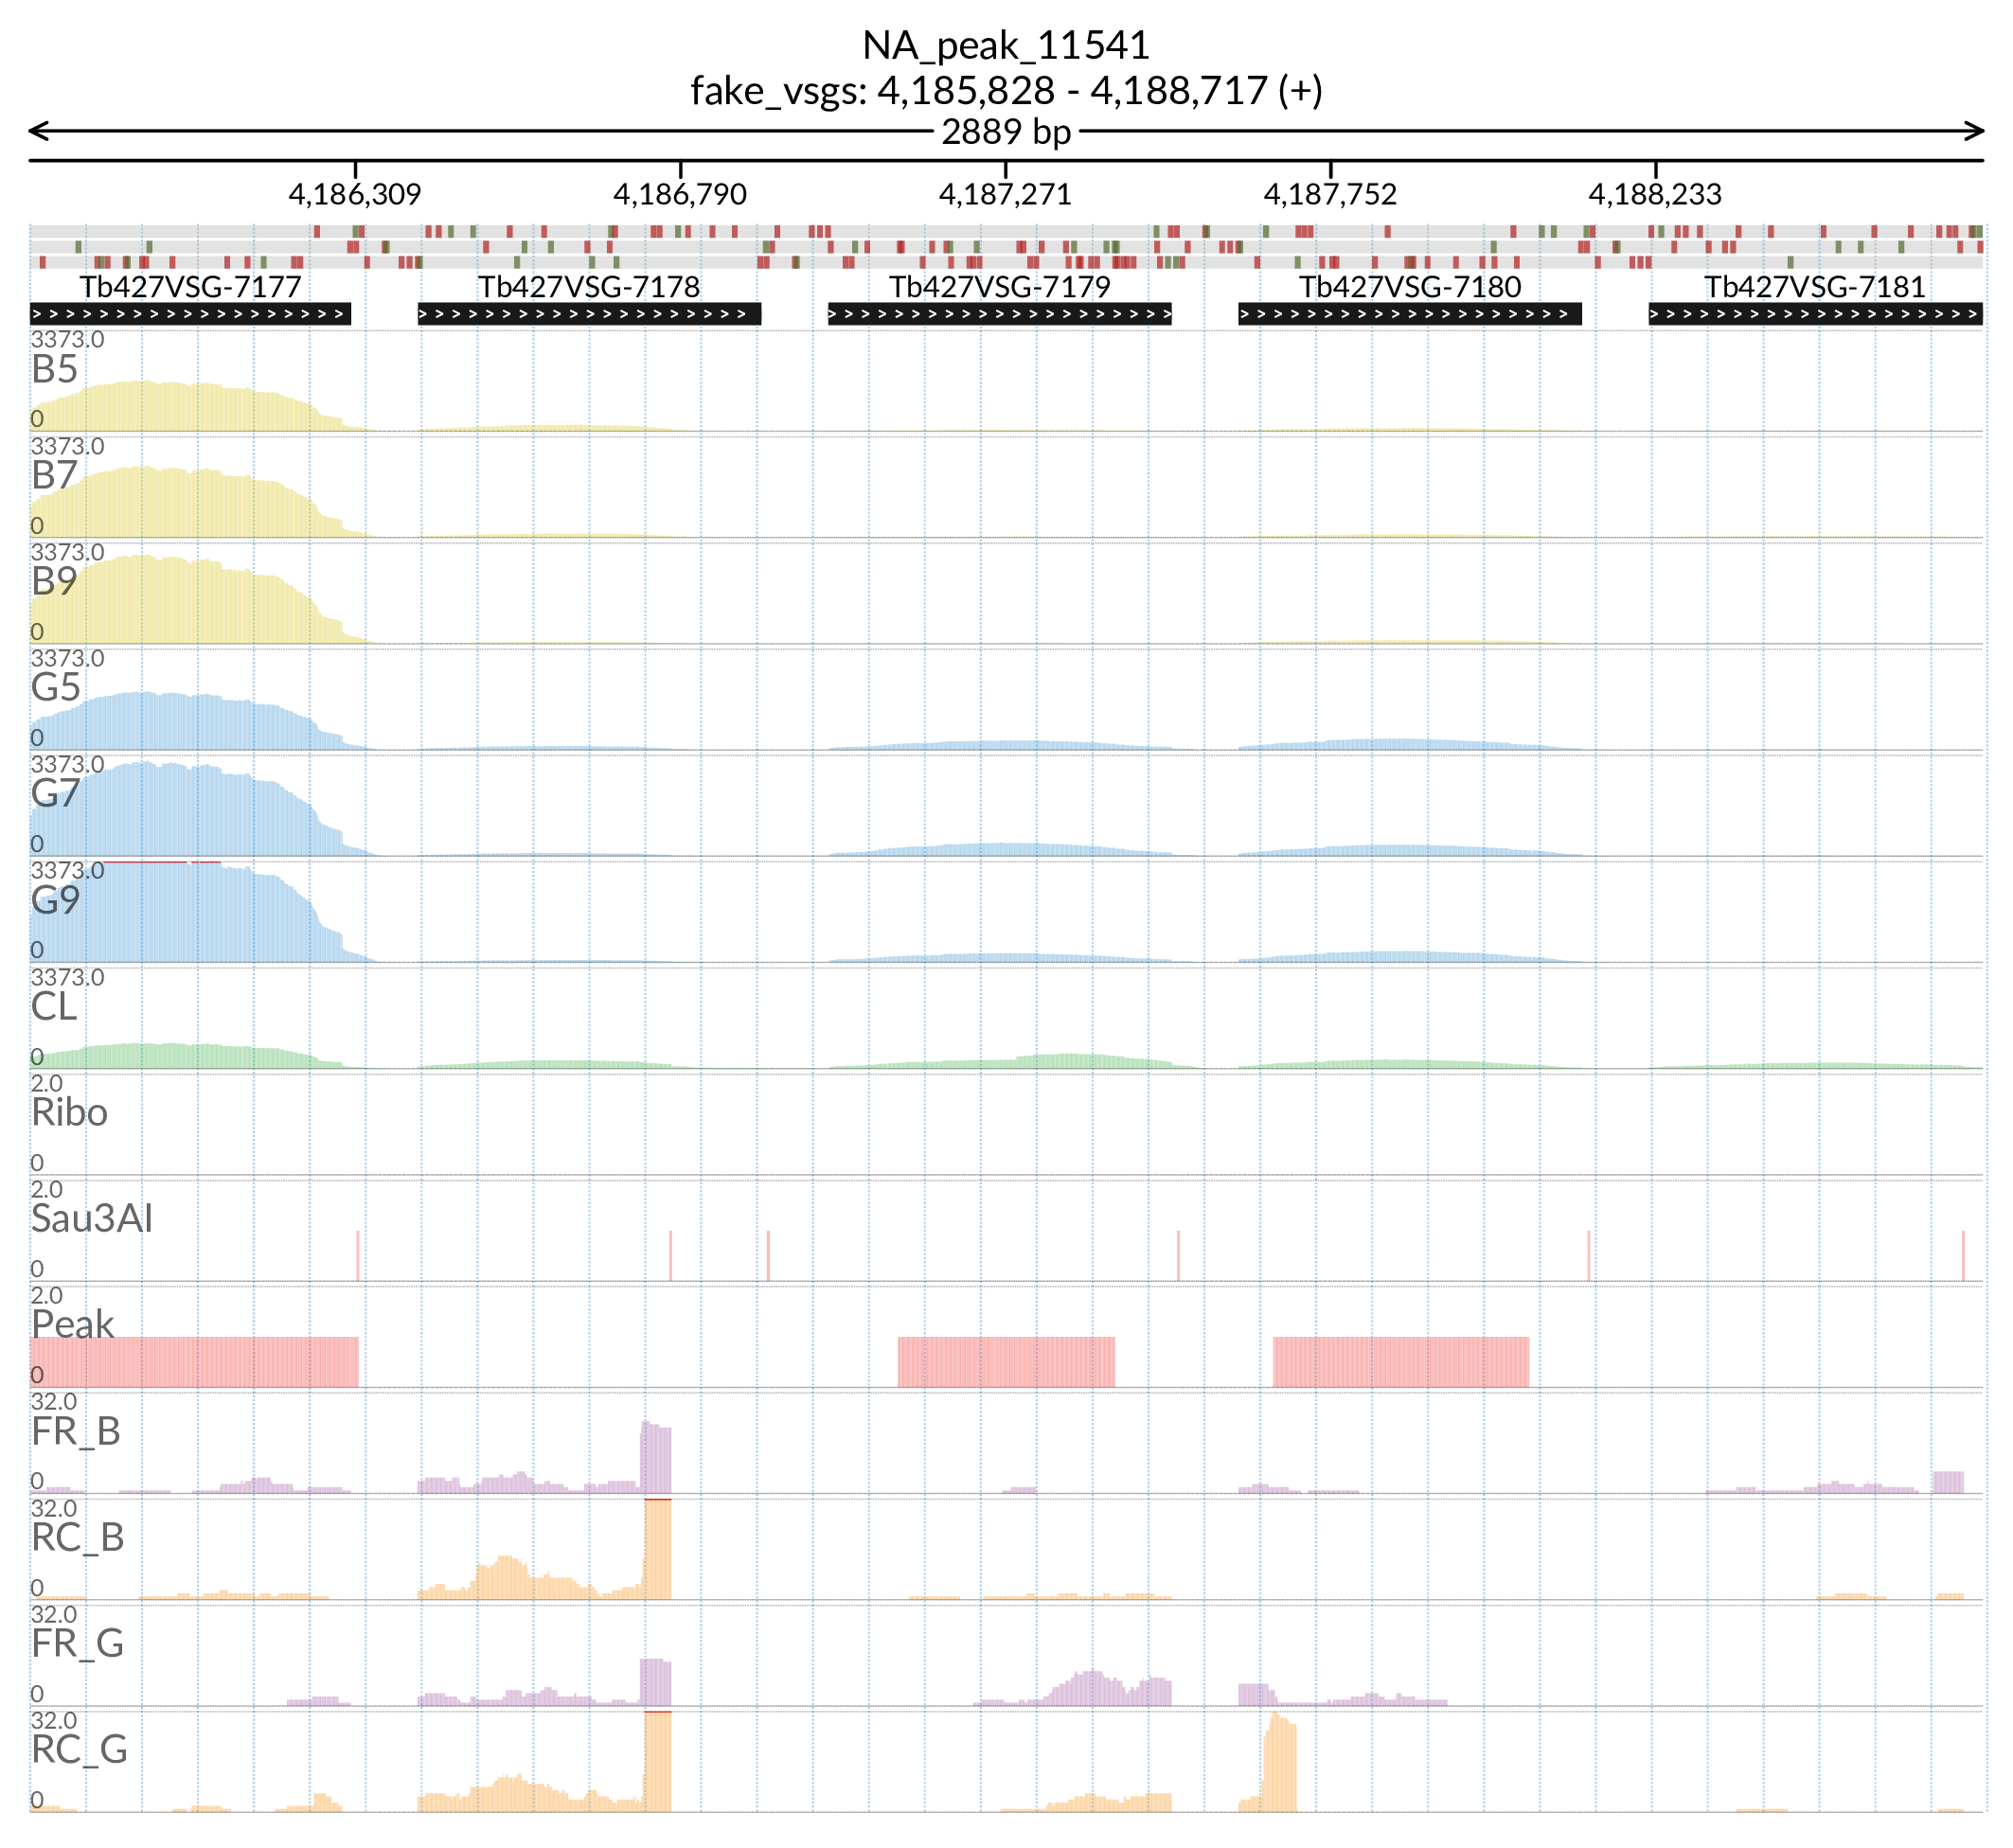 NA_peak_11541
fake_vsgs: 4,185,828 - 4,188,717 (+)
2889 bp
4,186,309 4,186,790 4,187,271 4,187,752 4,188,233
Tb427VSG-7177 Tb427VSG-7178 Tb427VSG-7179 Tb427VSG-7180 Tb427VSG-7181
3373.0
B5
0
3373.0
B7
0
3373.0
B9
0
3373.0
G5
0
3373.0
G7
0
3373.0
G9
0
3373.0
CL
0
2.0
Ribo
0
2.0
Sau3AI
0
2.0
Peak
0
32.0
FR_B
0
32.0
RC_B
0
32.0
FR_G
0
32.0
RC_G
0